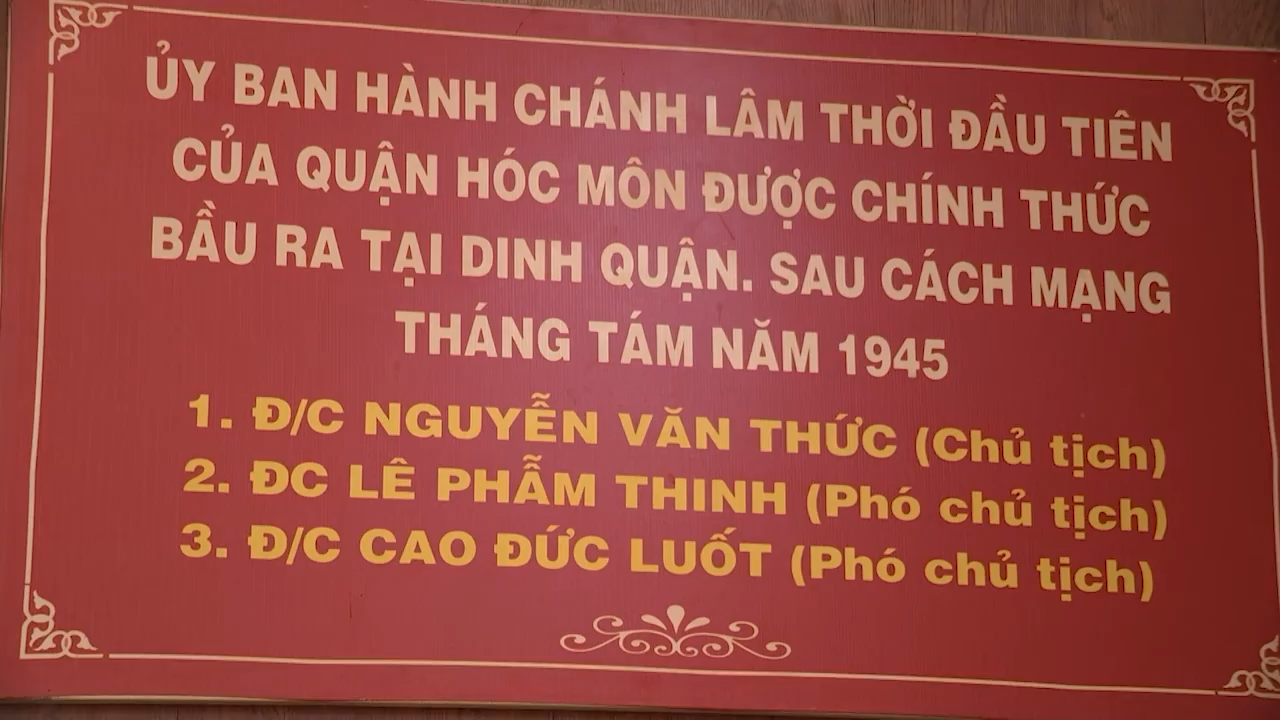 ỦY BAN HÀNH CHÁNH LÂM THỜI ĐẦU TIÊN
CỦA QUẬN HÓC MÔN ĐƯỢC CHÍNH THỨC
BẦU RA TẠI DINH QUẬN. SAU CÁCH MẠNG
THÁNG TÁM NĂM 1945
1. Đ/C NGUYỄN VĂN THỨC (Chủ tịch)
2. ĐC LÊ PHẪM THINH (Phó chủ tịch)
3. Đ/C CAO ĐỨC LUỐT (Phó chủ tịch)